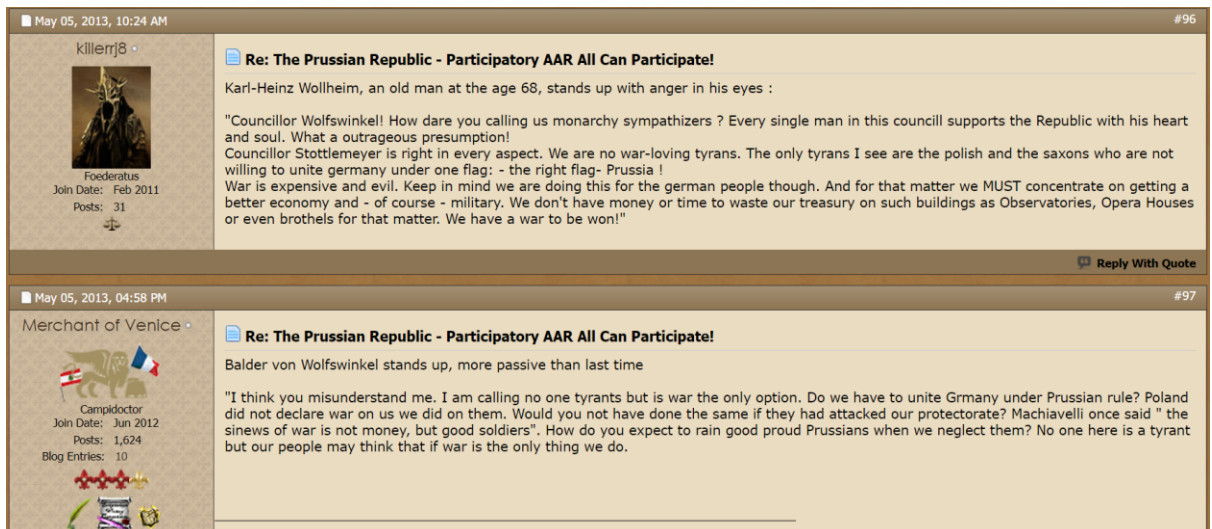 May 05, 2013, 10:24 AM
#96
killerrj8
Foederatus
Join Date: Feb 2011
Posts: 31
Re: The Prussian Republic - Participatory AAR All Can Participate!
Karl-Heinz Wollheim, an old man at the age 68, stands up with anger in his eyes :
"Councillor Wolfswinkel! How dare you calling us monarchy sympathizers ? Every single man in this councill supports the Republic with his heart
and soul. What a outrageous presumption!
Councillor Stottlemeyer is right in every aspect. We are no war-loving tyrans. The only tyrans I see are the polish and the saxons who are not
willing to unite germany under one flag: - the right flag- Prussia !
War is expensive and evil. Keep in mind we are doing this for the german people though. And for that matter we MUST concentrate on getting a
better economy and - of course - military. We don't have money or time to waste our treasury on such buildings as Observatories, Opera Houses
or even brothels for that matter. We have a war to be won!"
Reply With Quote
May 05, 2013, 04:58 PM
#97
Merchant of Venice
Campidoctor
Join Date: Jun 2012
Posts: 1,624
Blog Entries: 10
Re: The Prussian Republic - Participatory AAR All Can Participate!
Balder von Wolfswinkel stands up, more passive than last time
"I think you misunderstand me. I am calling no one tyrants but is war the only option. Do we have to unite Grmany under Prussian rule? Poland
did not declare war on us we did on them. Would you not have done the same if they had attacked our protectorate? Machiavelli once said " the
sinews of war is not money, but good soldiers". How do you expect to rain good proud Prussians when we neglect them? No one here is a tyrant
but our people may think that if war is the only thing we do.